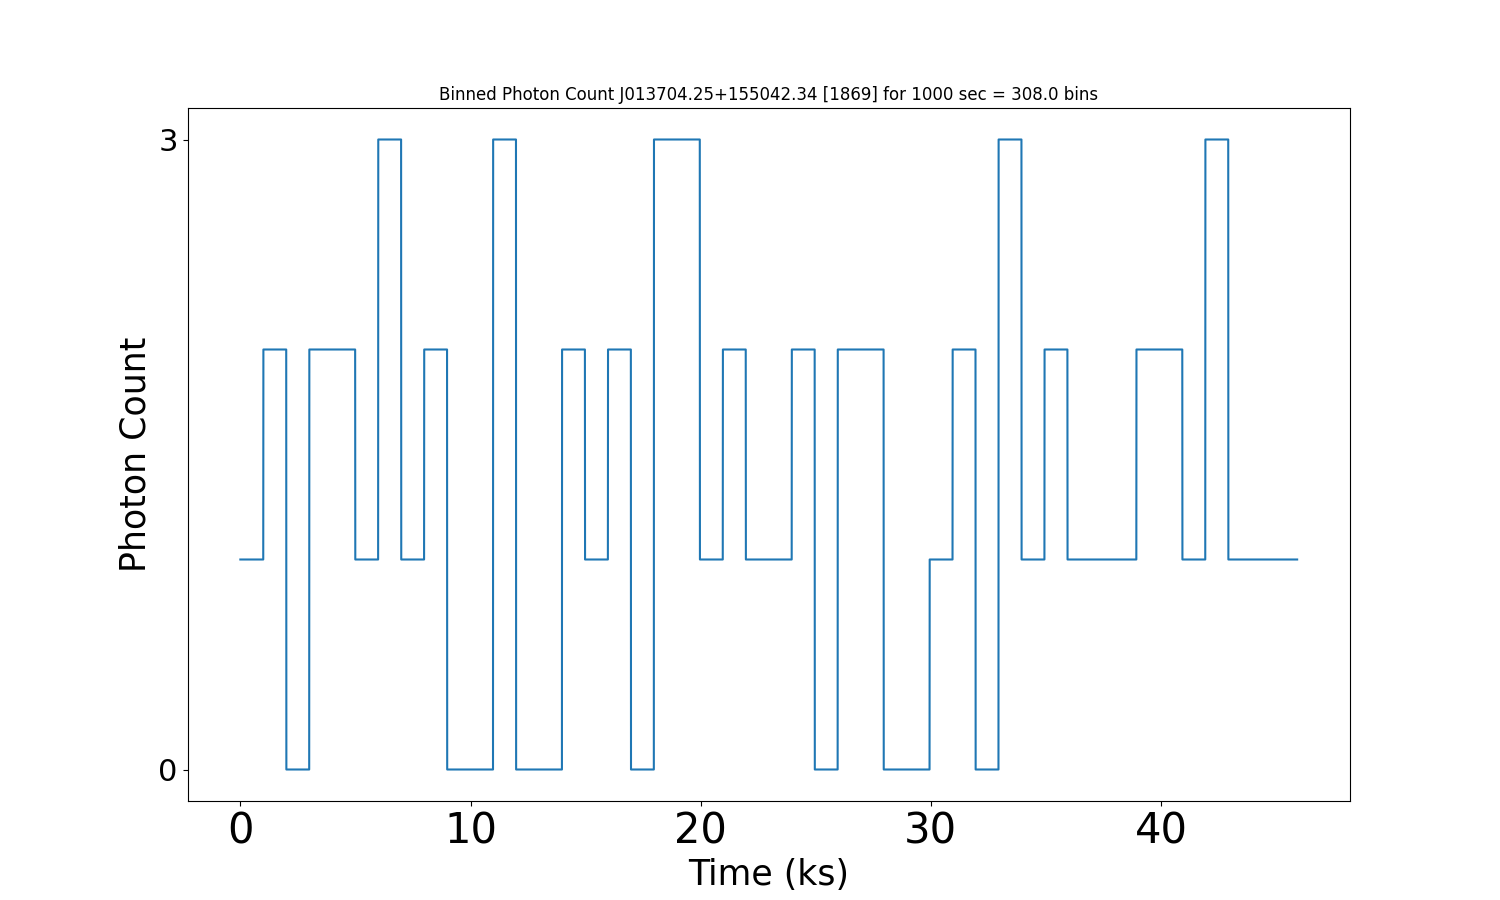 Binned Photon Count J013704.25+155042.34 [1869] for 1000 sec = 308.0 bins
3
Photon Count
0
0 10 20 30 40
Time (ks)